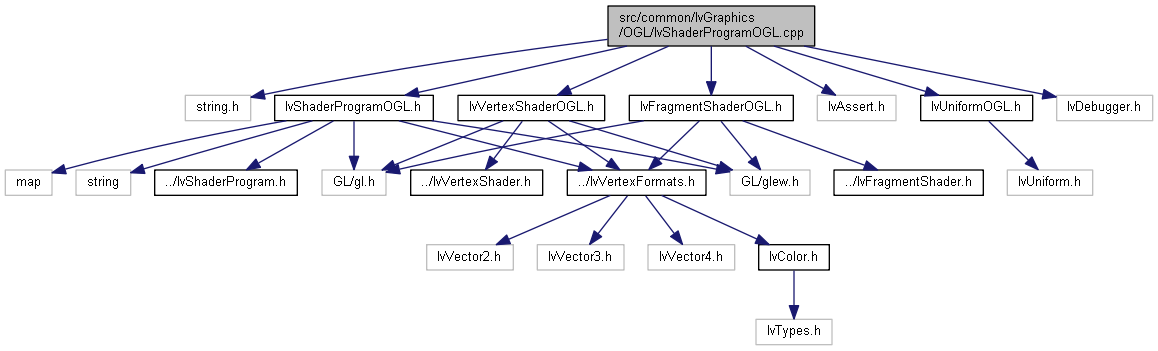 src/common/lvGraphics
/OGL/lvShaderProgramOGL.cpp
string.h
lvShaderProgramOGL.h
lvVertexShaderOGL.h
lvFragmentShaderOGL.h
lvAssert.h
lvUniformOGL.h
lvDebugger.h
map
string
../lvShaderProgram.h
GL/gl.h
../lvVertexShader.h
../lvVertexFormats.h
GL/glew.h
../lvFragmentShader.h
lvUniform.h
lvVector2.h
lvVector3.h
lvVector4.h
lvColor.h
lvTypes.h